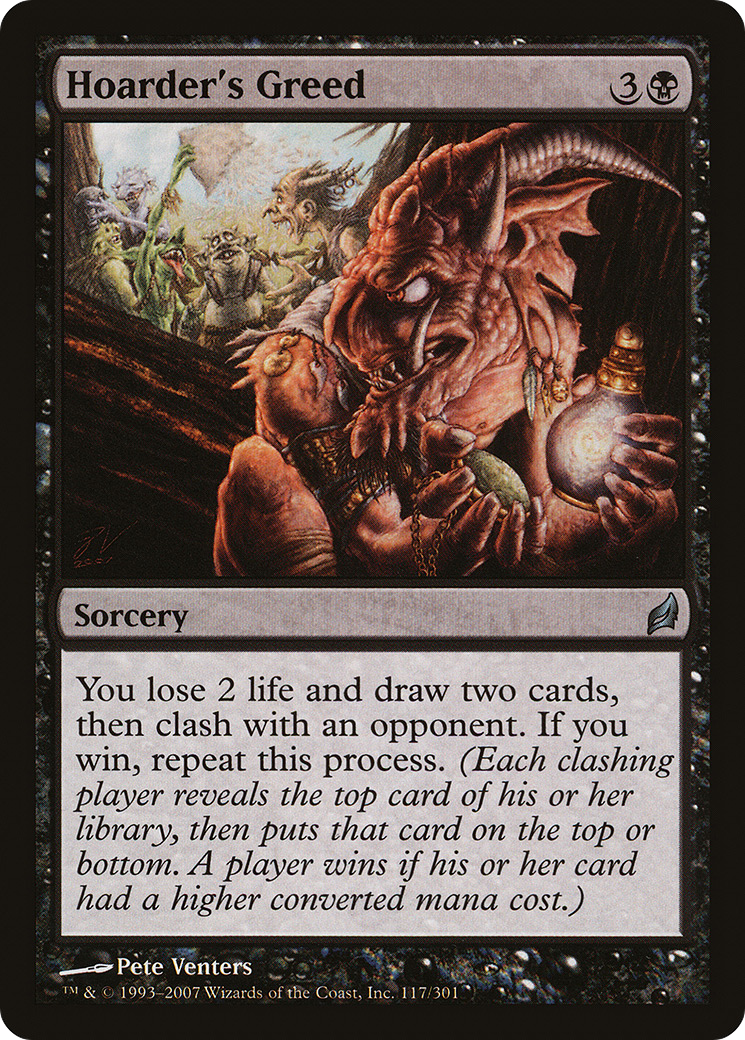 Hoarder's Greed
3
Sorcery
You lose 2 life and draw two cards,
then clash with an opponent. If you
win, repeat this process. (Each clashing
player reveals the top card of his or her
library, then puts that card on the top or
bottom. A player wins if his or her card
had a higher converted mana cost.)
Pete Venters
™ & © 1993–2007 Wizards of the Coast, Inc. 117/301